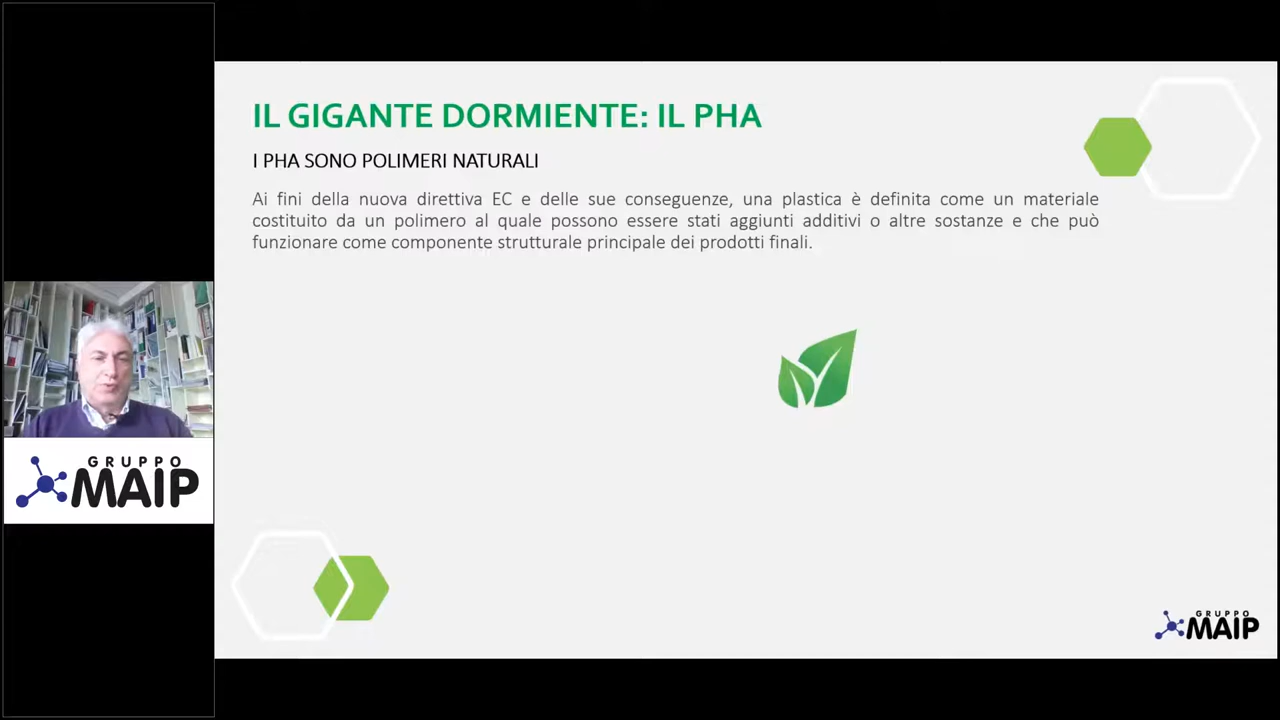 IL GIGANTE DORMIENTE: IL PHA
I PHA SONO POLIMERI NATURALI
Ai fini della nuova direttiva EC e delle sue conseguenze, una plastica è definita come un materiale
costituito da un polimero al quale possono essere stati aggiunti additivi o altre sostanze e che può
funzionare come componente strutturale principale dei prodotti finali.
GRUPPO
MAIP
GRUPPO
MAIP